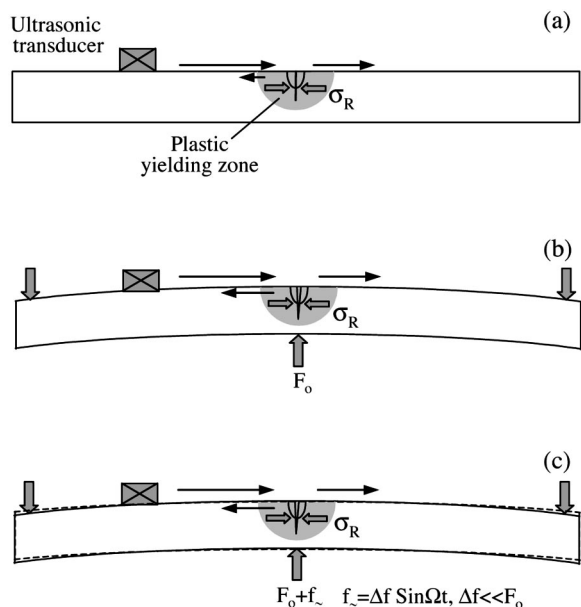 Ultrasonic
transducer
(a)
σR
Plastic
yielding zone
(b)
σR
Fo
(c)
σR
Fo+f~ f~=Δf SinΩt, Δf<<Fo